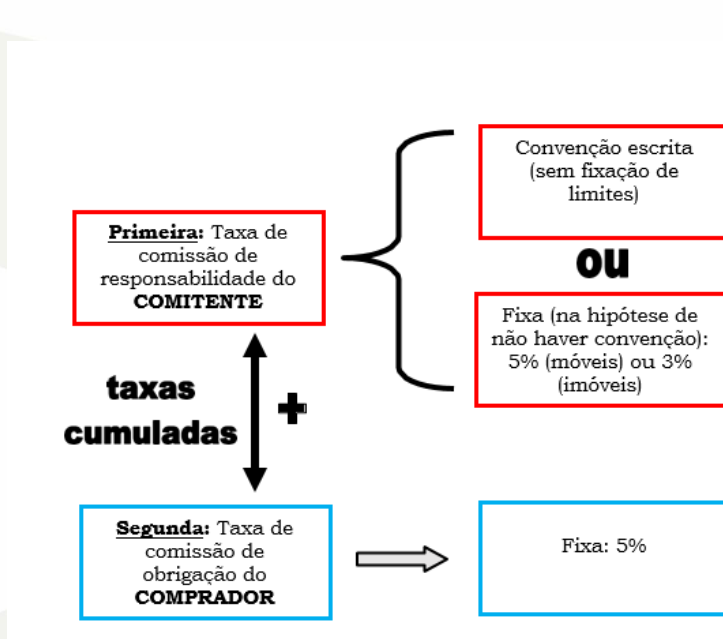 Convenção escrita
(sem fixação de
limites)
Primeira: Taxa de
comissão de
responsabilidade do
COMITENTE
ou
Fixa (na hipótese de
não haver convenção):
5% (móveis) ou 3%
(imóveis)
taxas
cumuladas
+
Segunda: Taxa de
comissão de
obrigação do
COMPRADOR
Fixa: 5%